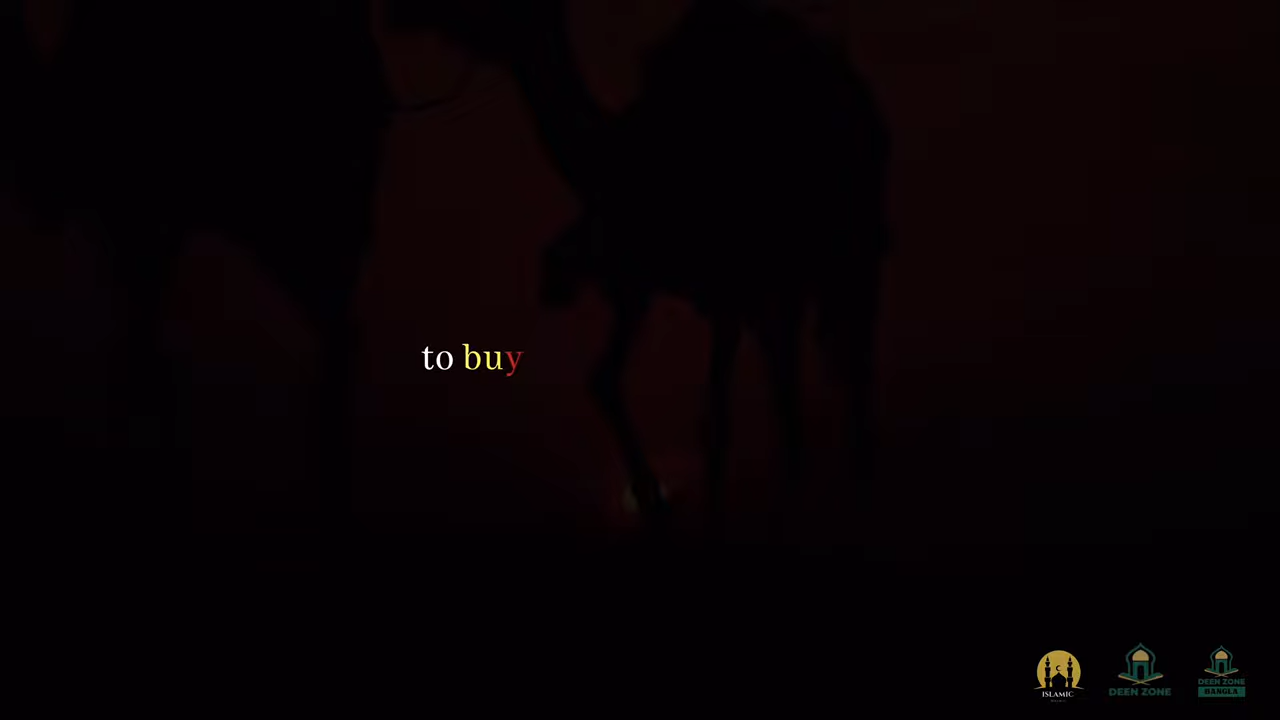 to buy
ISLAMIC
DEEN ZONE
DEEN ZONE
BANGLA